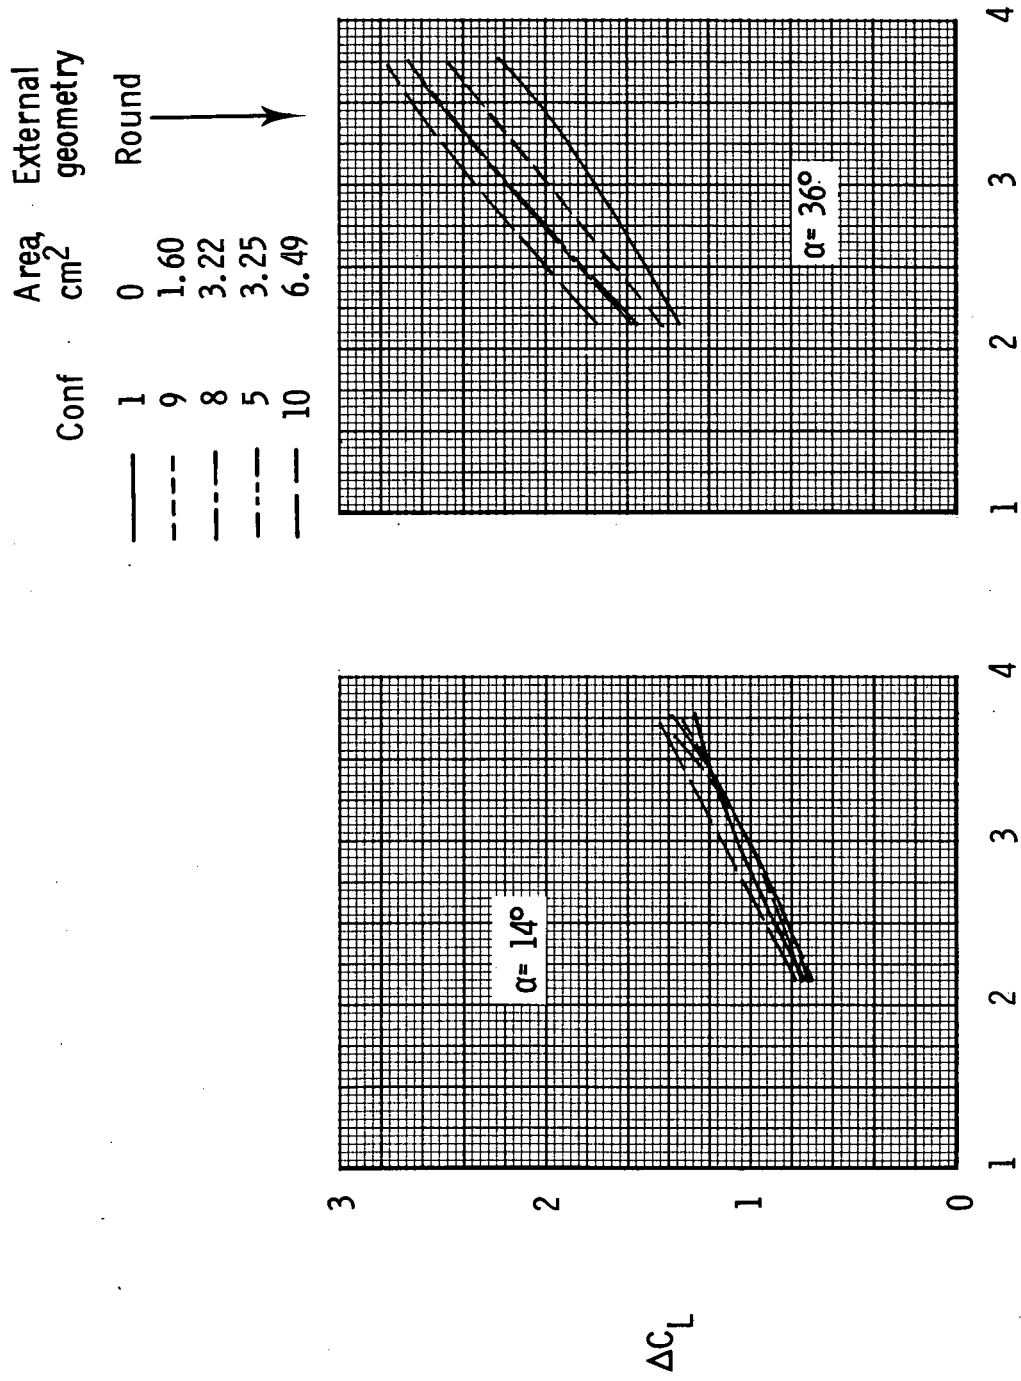 Conf Area, cm2 External geometry
1 0 Round
9 1.60
8 3.22
5 3.25
10 6.49
3
2
1
0
ΔCL
α= 14°
1 2 3 4
α= 36°
1 2 3 4